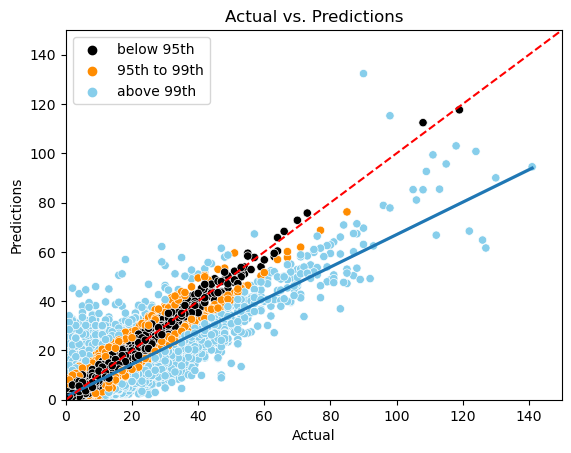 Actual vs. Predictions
below 95th
95th to 99th
above 99th
140
120
100
80
60
40
20
0
Predictions
0 20 40 60 80 100 120 140
Actual